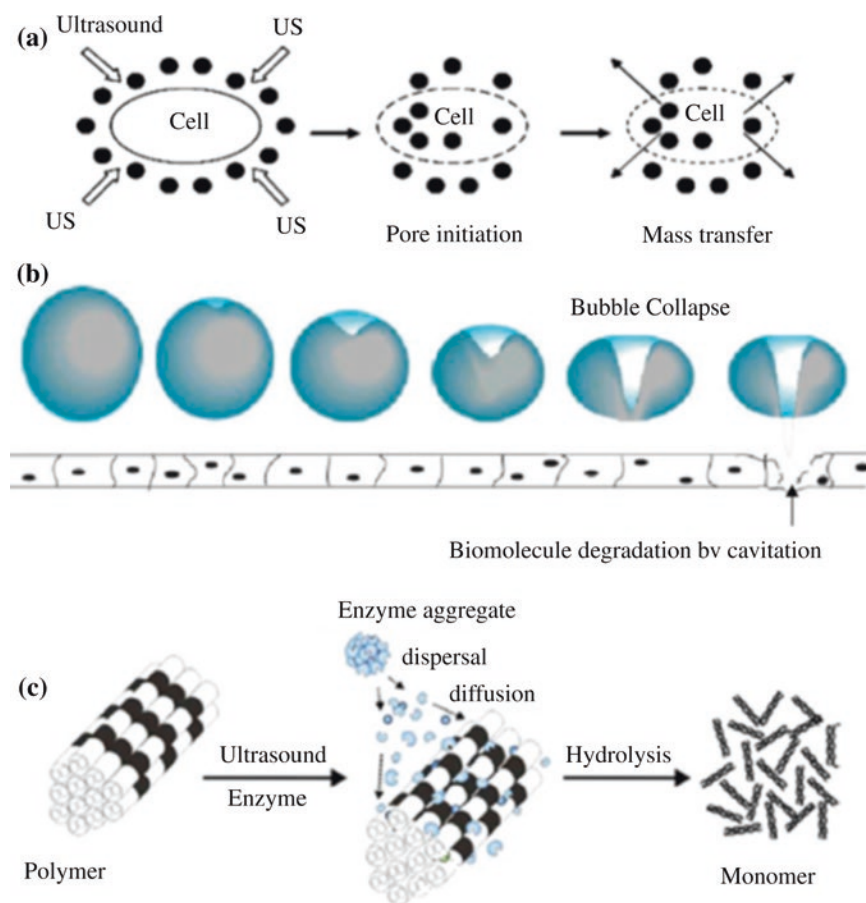 (a)
Ultrasound
US
Cell
Cell
Cell
US
US
Pore initiation
Mass transfer
(b)
Bubble Collapse
Biomolecule degradation bv cavitation
(c)
Enzyme aggregate
dispersal
diffusion
Ultrasound
Enzyme
Hydrolysis
Polymer
Monomer